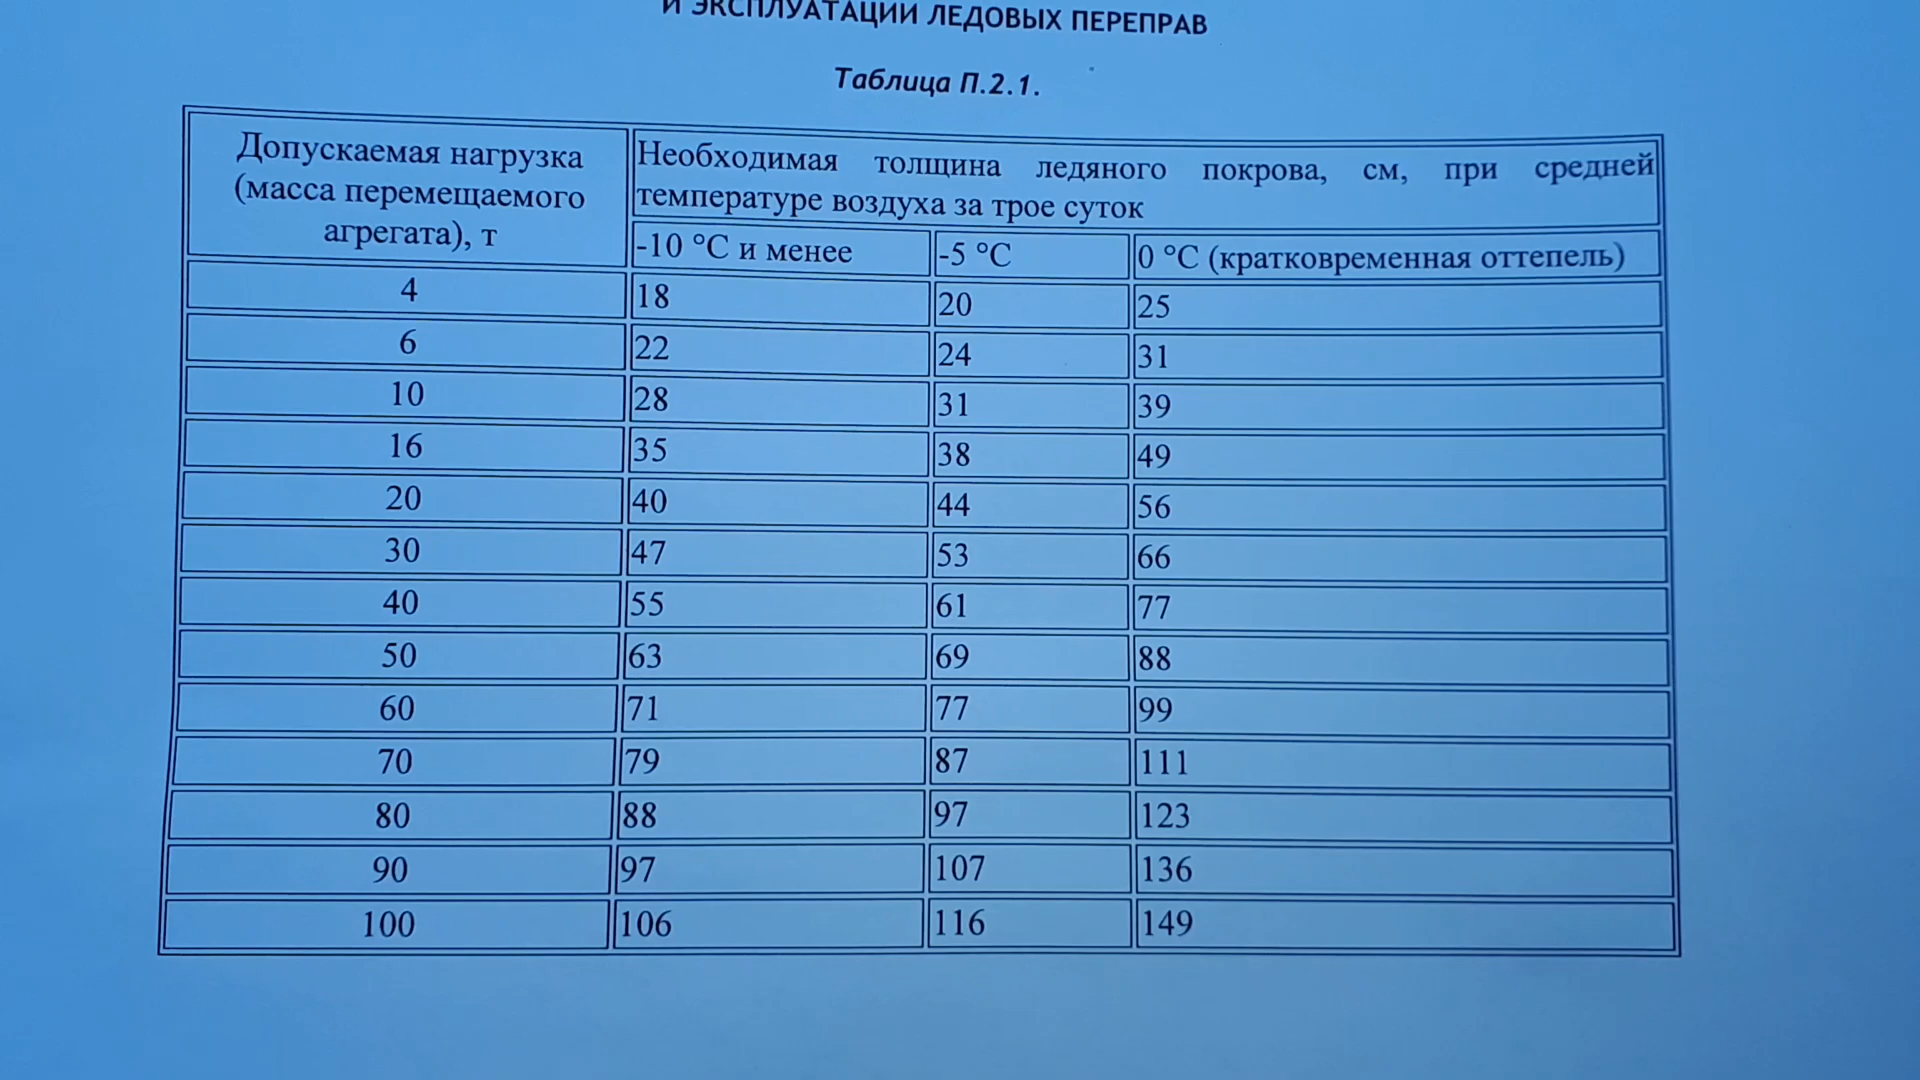 И ЭКСПЛУАТАЦИИ ЛЕДОВЫХ ПЕРЕПРАВ
Таблица П.2.1.
Допускаемая нагрузка
(масса перемещаемого
агрегата), т
Необходимая толщина ледяного покрова, см, при средней
температуре воздуха за трое суток
-10 °С и менее -5 °С 0 °С (кратковременная оттепель)
4 18 20 25
6 22 24 31
10 28 31 39
16 35 38 49
20 40 44 56
30 47 53 66
40 55 61 77
50 63 69 88
60 71 77 99
70 79 87 111
80 88 97 123
90 97 107 136
100 106 116 149